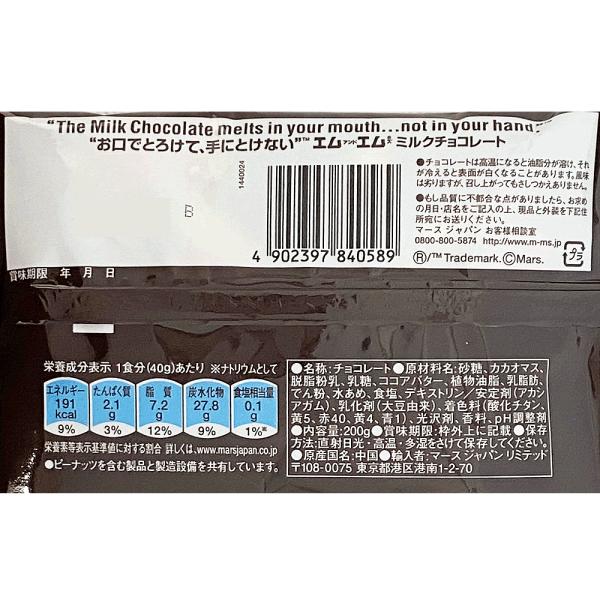 “The Milk Chocolate melts in your mouth...not in your hand.”
“お口でとろけて、手にとけない”™ エムアンドエムズ ミルクチョコレート
●チョコレートは高温になると油脂分が溶け、それ
が冷えると表面が白くなることがあります。風味
は劣りますが、召し上がってもさしつかえありません。
●もし品質に不都合な点がありましたら、お求め
の月日・店名をご記入の上、現品と外装を下記住
所宛にお送りください。
マース ジャパン お客様相談室
0800-800-5874 http://www.m-ms.jp
®/™ Trademark.©Mars.
プラ
1440024
B
4 902397 840589
賞味期限 年 月 日
栄養成分表示 1食分(40g)あたり ※ナトリウムとして
エネルギー たんぱく質 脂質 炭水化物 食塩相当量
191 kcal 2.1 g 7.2 g 27.8 g 0.1 g
9% 3% 12% 9% 1%※
栄養素等表示基準値に対する割合 詳しくは、www.marsjapan.co.jp
●ピーナッツを含む製品と製造設備を共有しています。
●名称:チョコレート●原材料名:砂糖、カカオマス、
脱脂粉乳、乳糖、ココアバター、植物油脂、乳脂肪、
でん粉、水あめ、食塩、デキストリン/安定剤(アカシ
アガム)、乳化剤(大豆由来)、着色料(酸化チタン、
黄5、赤40、黄4、青1)、光沢剤、香料、pH調整剤
●内容量:200g●賞味期限:枠外上に記載●保存
方法:直射日光・高温・多湿をさけて保存してください。
●原産国名:中国●輸入者:マース ジャパン リミテッド
〒108-0075 東京都港区港南1-2-70